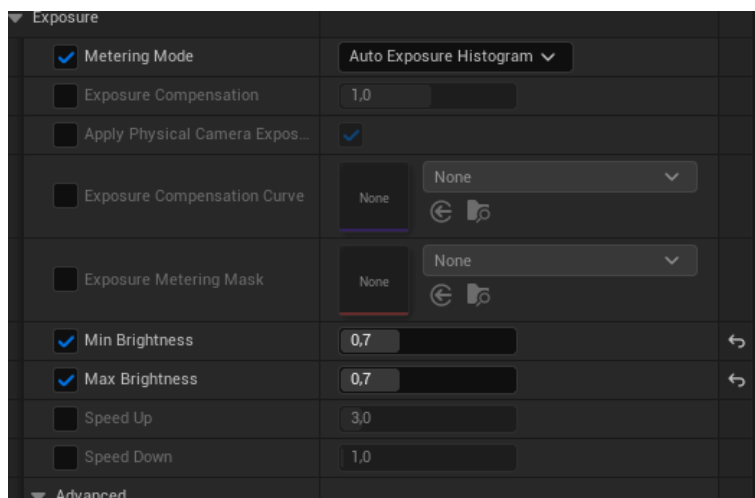 Exposure
Metering Mode
Auto Exposure Histogram
Exposure Compensation
1,0
Apply Physical Camera Expos...
Exposure Compensation Curve
None
None
Exposure Metering Mask
None
None
Min Brightness
0,7
Max Brightness
0,7
Speed Up
3,0
Speed Down
1,0
Advanced